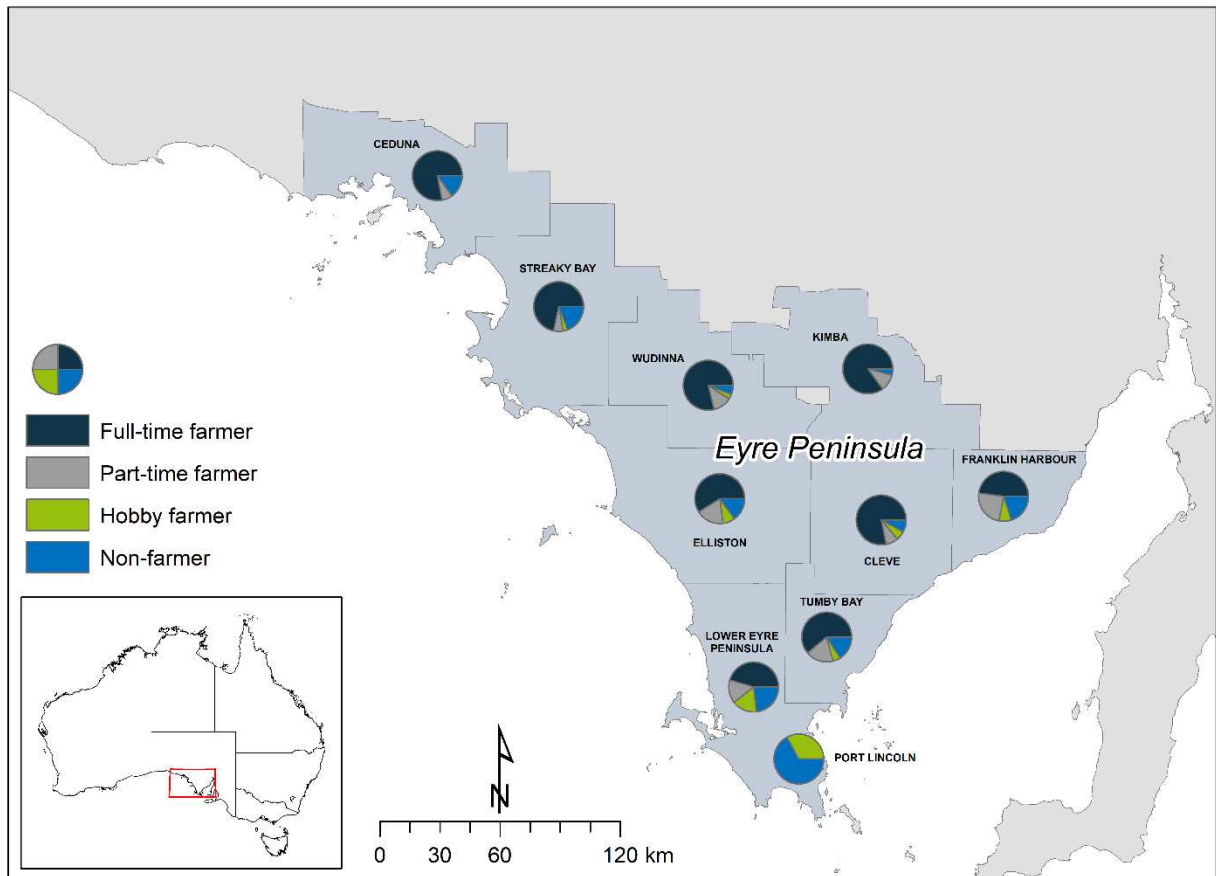 CEDUNA
STREAKY BAY
WUDINNA
KIMBA
Eyre Peninsula
FRANKLIN HARBOUR
ELLISTON
CLEVE
TUMBY BAY
LOWER EYRE
PENINSULA
PORT LINCOLN
Full-time farmer
Part-time farmer
Hobby farmer
Non-farmer
N
0 30 60 120 km